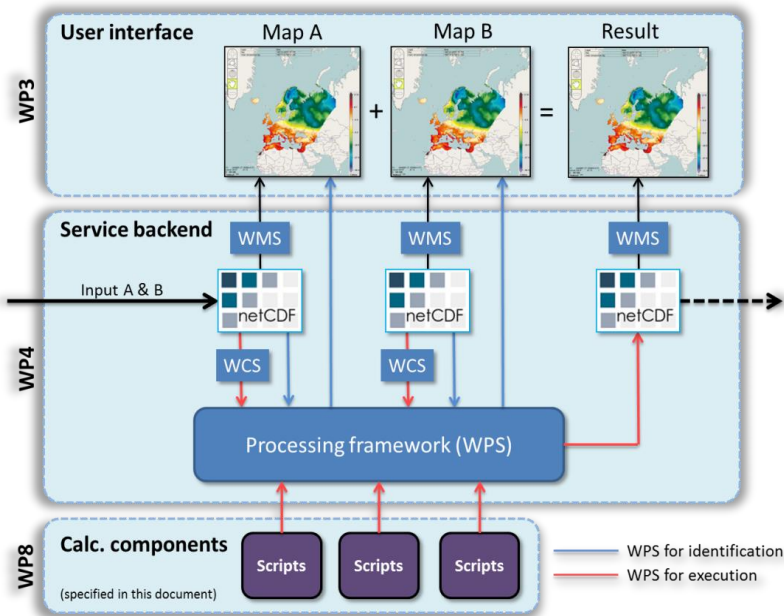 User interface
Map A
Map B
Result
WP3
+
=
Service backend
WMS
WMS
WMS
Input A & B
netCDF
netCDF
netCDF
WP4
WCS
WCS
Processing framework (WPS)
WP8
Calc. components
(specified in this document)
Scripts
Scripts
Scripts
WPS for identification
WPS for execution